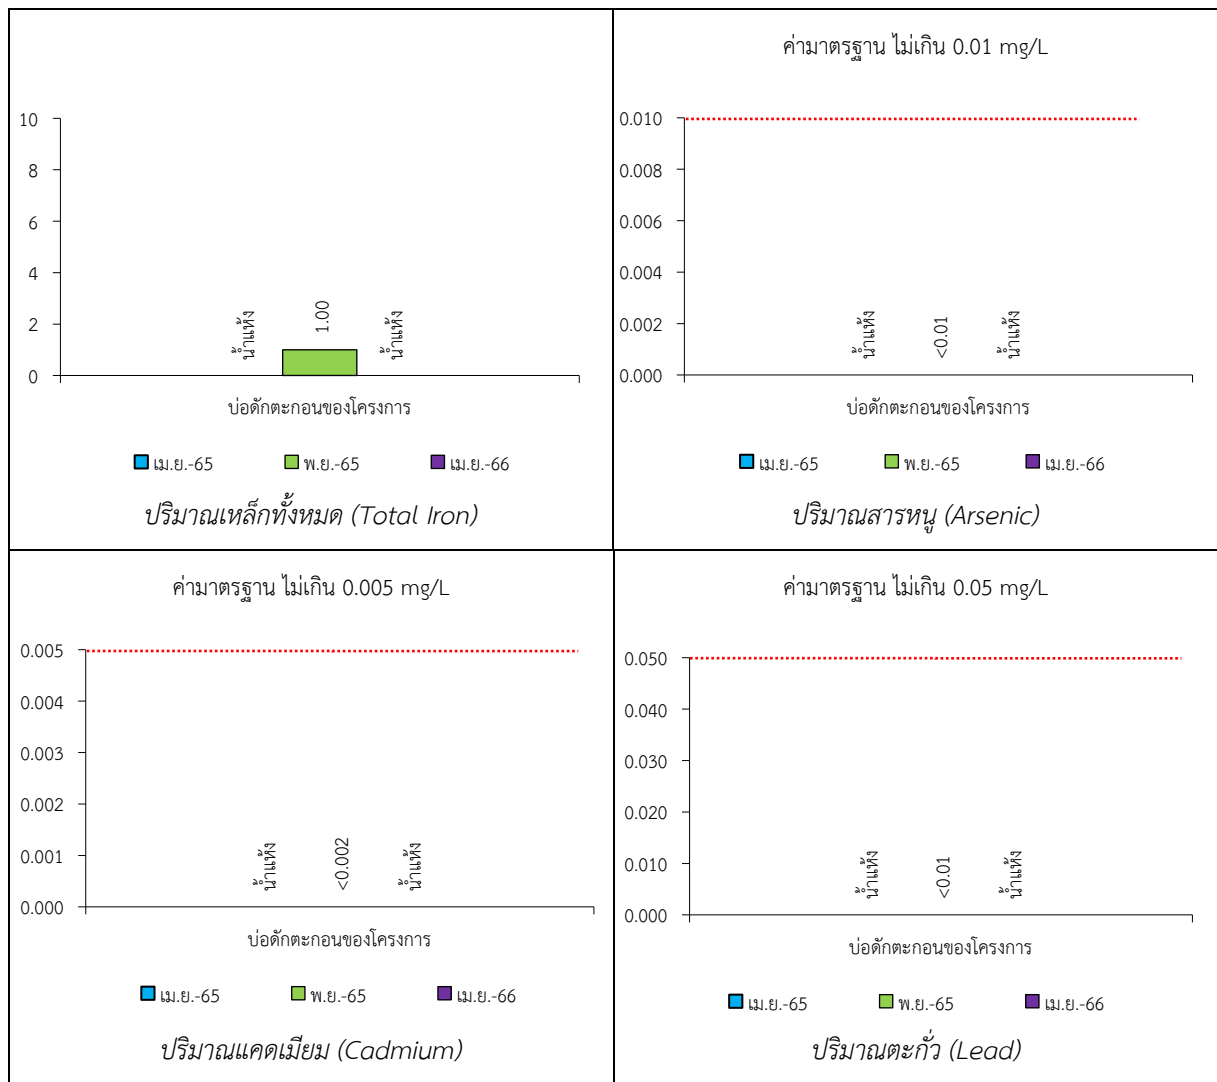 10
8
6
4
2
0
น้ำแห้ง
1.00
น้ำแห้ง
บ่อดักตะกอนของโครงการ
เม.ย.-65 พ.ย.-65 เม.ย.-66
ปริมาณเหล็กทั้งหมด (Total Iron)
ค่ามาตรฐาน ไม่เกิน 0.01 mg/L
0.010
0.008
0.006
0.004
0.002
0.000
น้ำแห้ง
<0.01
น้ำแห้ง
บ่อดักตะกอนของโครงการ
เม.ย.-65 พ.ย.-65 เม.ย.-66
ปริมาณสารหนู (Arsenic)
ค่ามาตรฐาน ไม่เกิน 0.005 mg/L
0.005
0.004
0.003
0.002
0.001
0.000
น้ำแห้ง
<0.002
น้ำแห้ง
บ่อดักตะกอนของโครงการ
เม.ย.-65 พ.ย.-65 เม.ย.-66
ปริมาณแคดเมียม (Cadmium)
ค่ามาตรฐาน ไม่เกิน 0.05 mg/L
0.050
0.040
0.030
0.020
0.010
0.000
น้ำแห้ง
<0.01
น้ำแห้ง
บ่อดักตะกอนของโครงการ
เม.ย.-65 พ.ย.-65 เม.ย.-66
ปริมาณตะกั่ว (Lead)